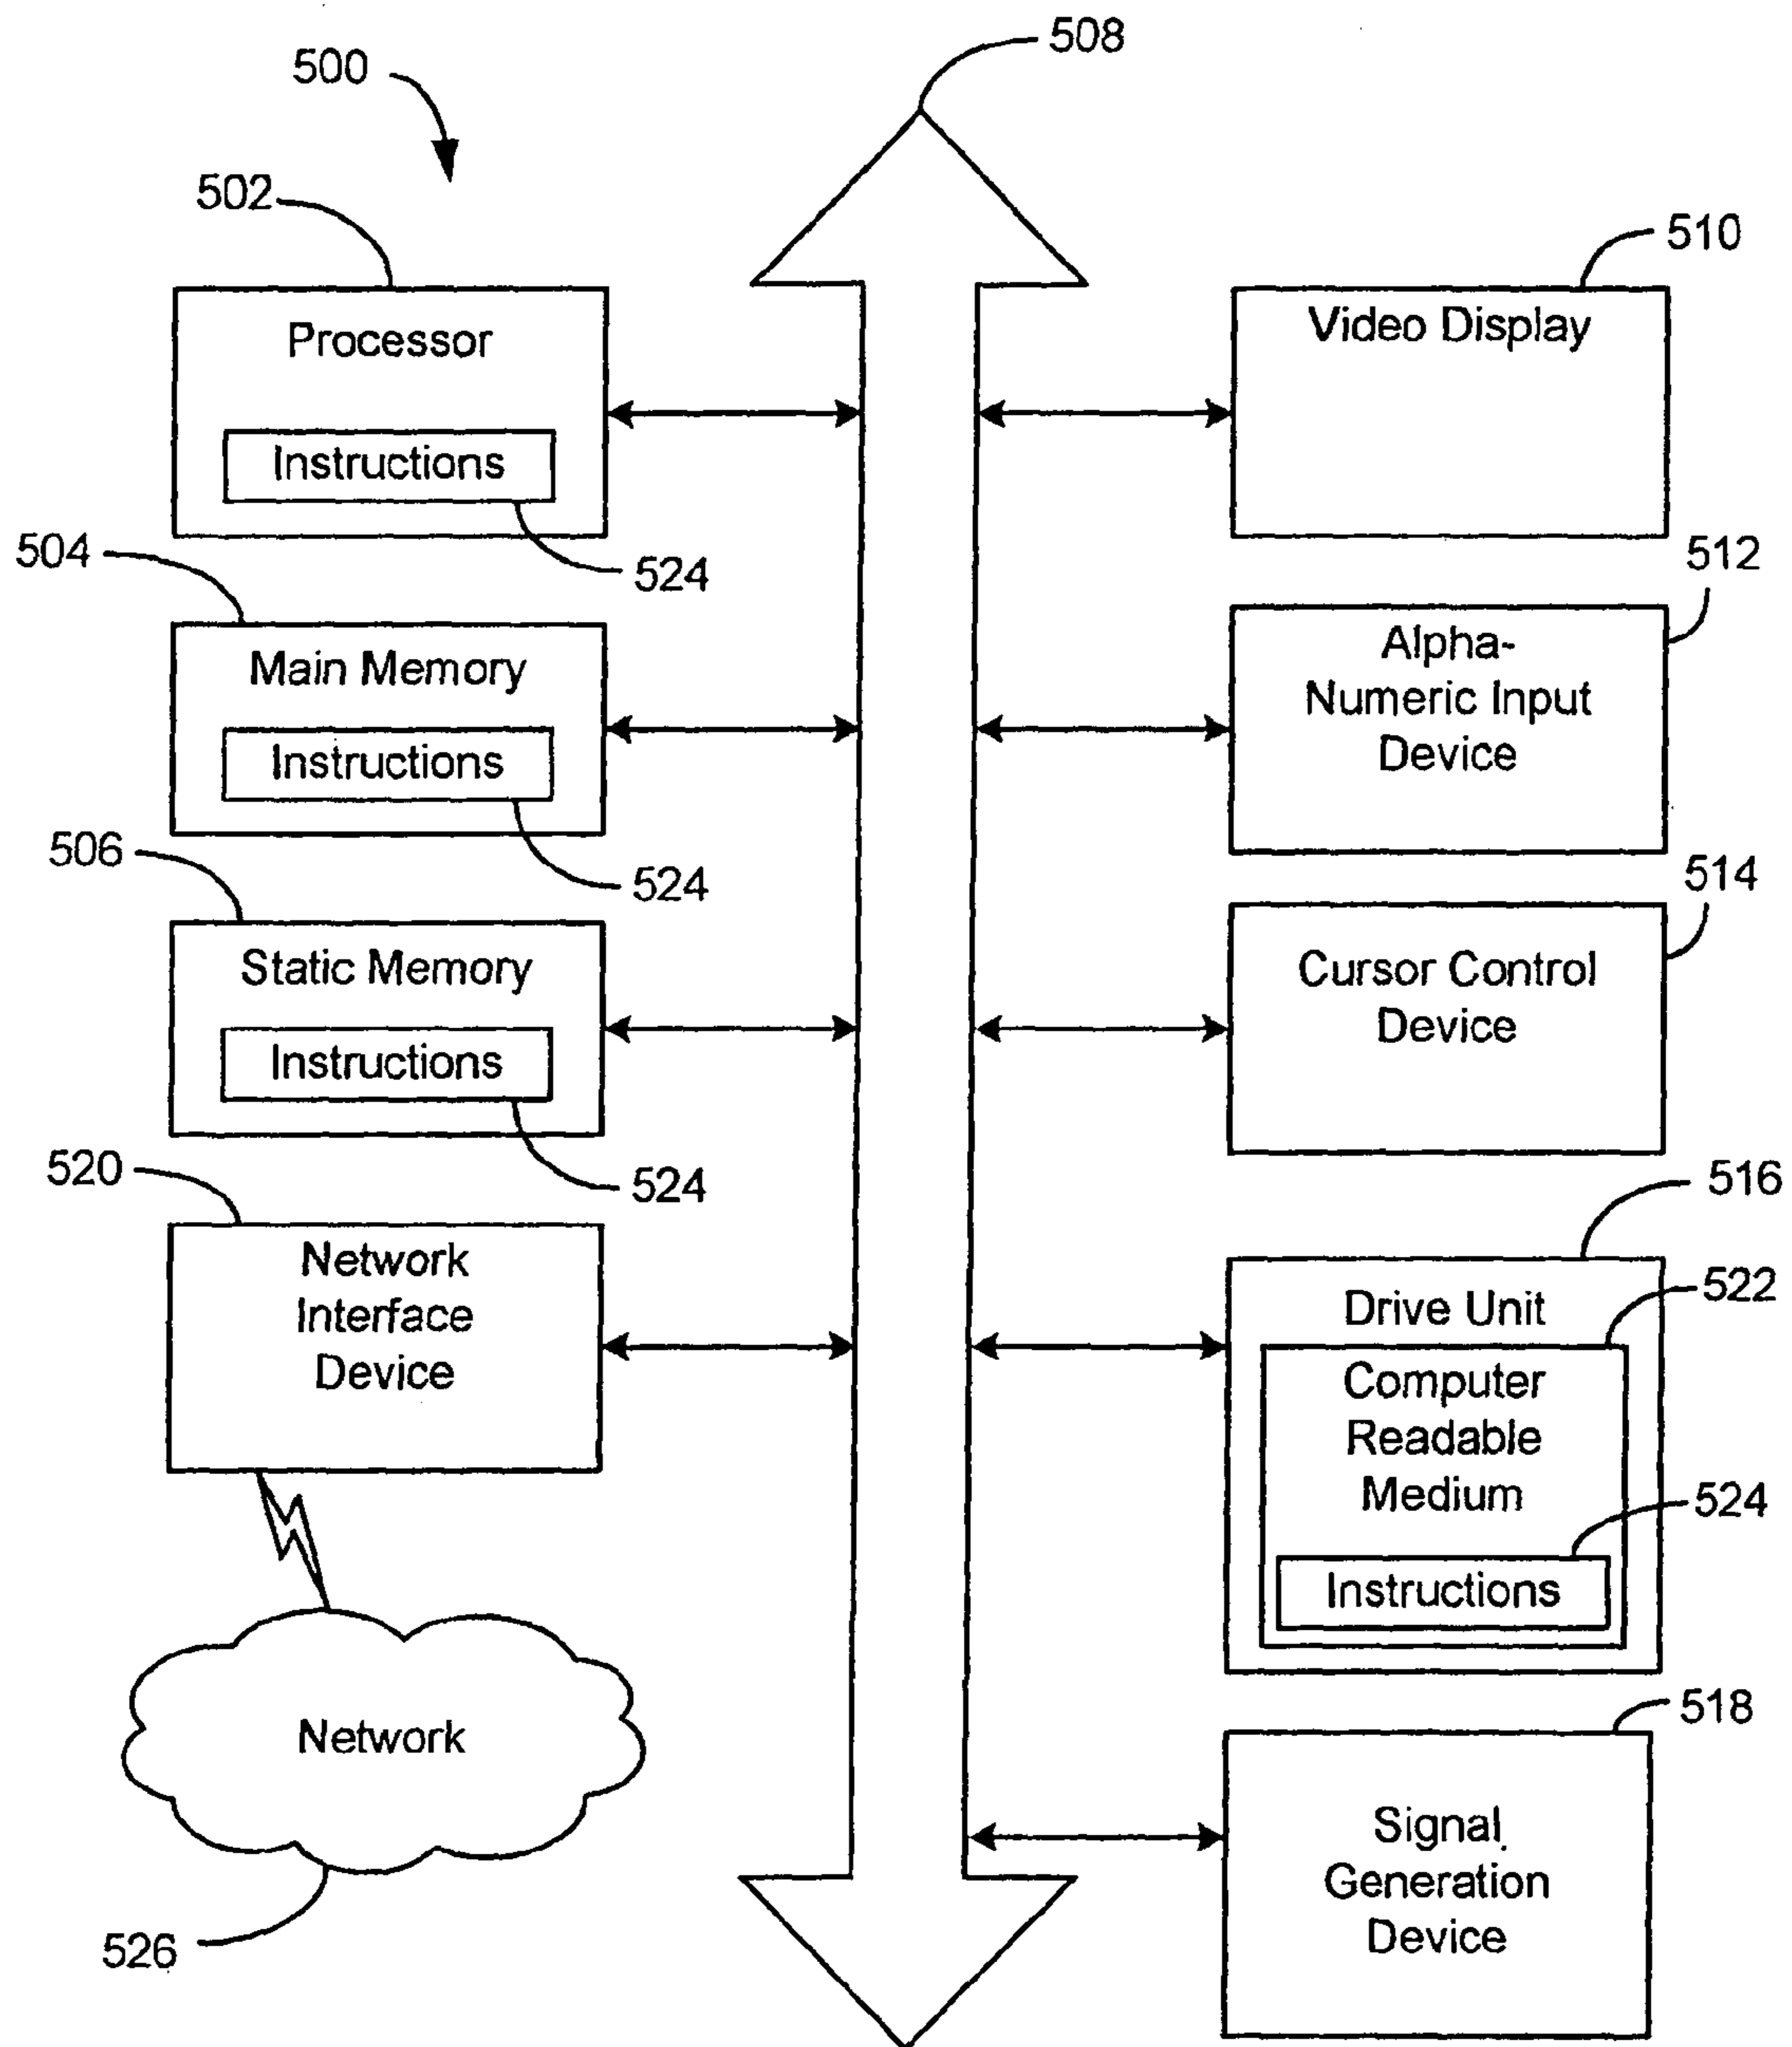 508
500
502
510
Processor
Instructions
524
Video Display
504
512
Main Memory
Instructions
524
Alpha-
Numeric Input
Device
506
514
Static Memory
Instructions
524
Cursor Control
Device
520
516
Network
Interface
Device
522
Drive Unit
Computer
Readable
Medium
524
Instructions
Network
526
518
Signal
Generation
Device